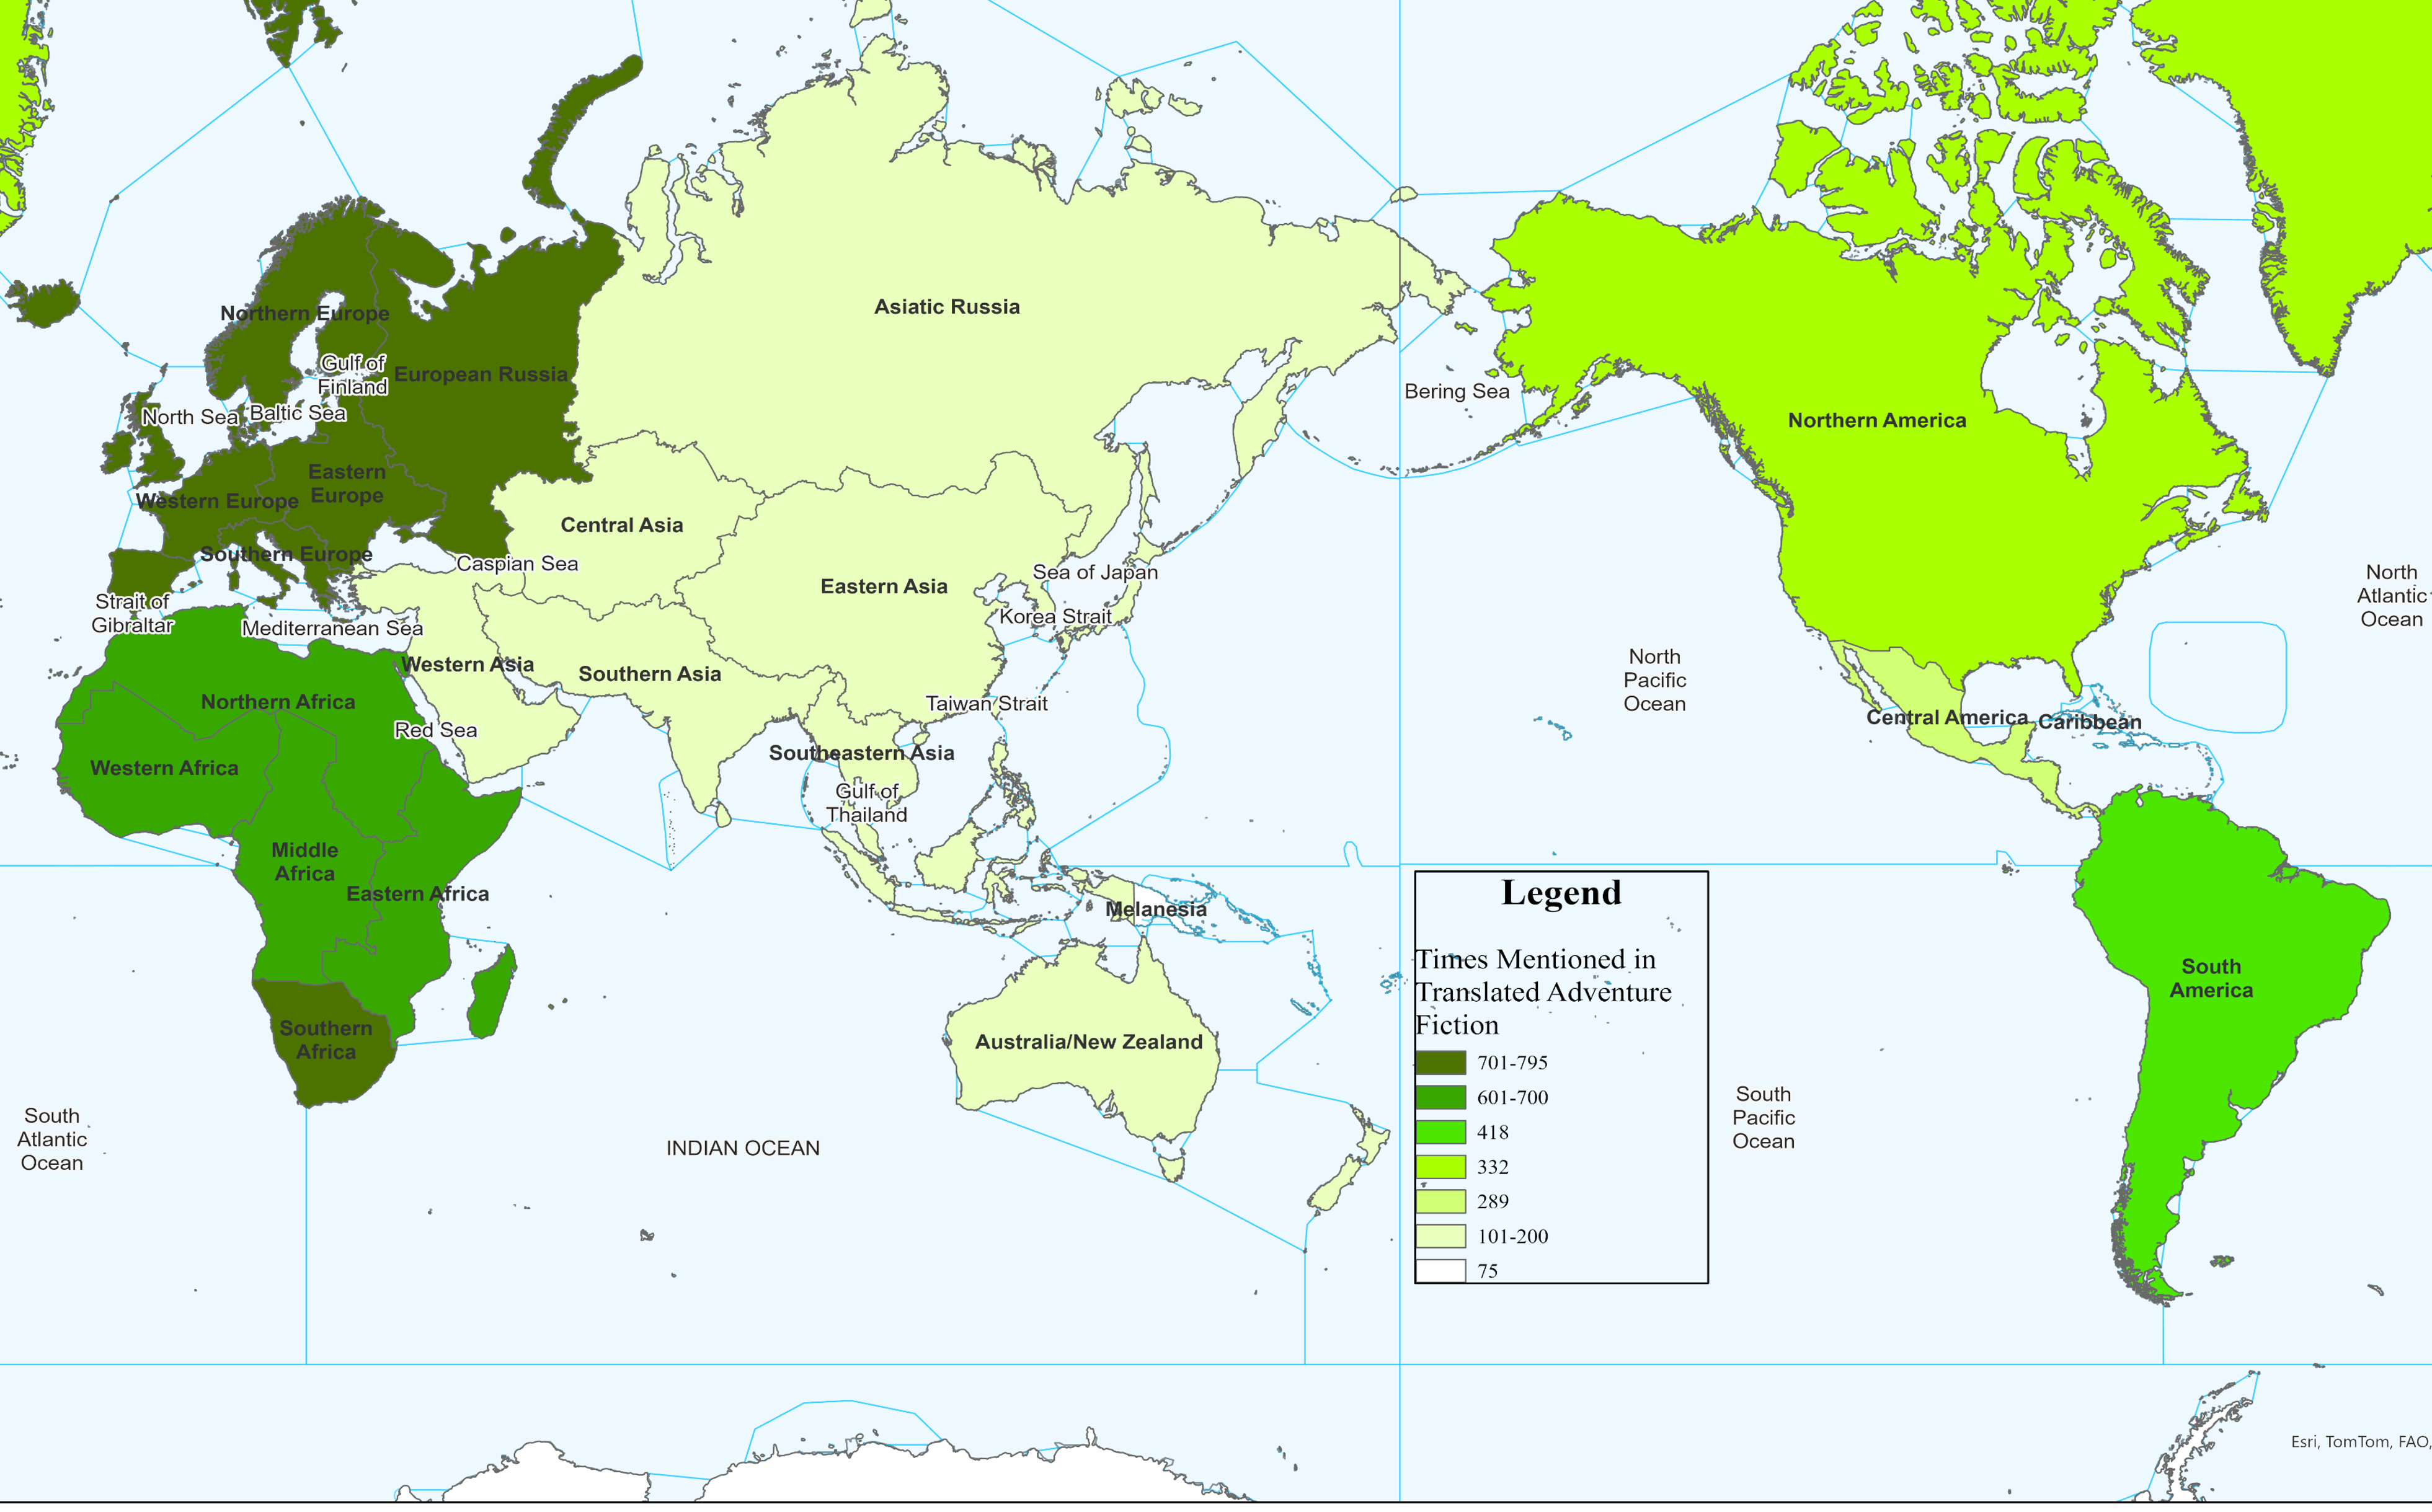 Asiatic Russia
Northern Europe
Gulf of
Finland
European Russia
Bering Sea
North Sea
Baltic Sea
Northern America
Eastern
Europe
Western Europe
Central Asia
Southern Europe
Caspian Sea
Sea of Japan
Eastern Asia
North
Atlantic
Ocean
Strait of
Gibraltar
Korea Strait
Mediterranean Sea
Western Asia
Southern Asia
North
Pacific
Ocean
Northern Africa
Taiwan Strait
Central America
Caribbean
Red Sea
Southeastern Asia
Western Africa
Gulf of
Thailand
Middle
Africa
Eastern Africa
Melanesia
Legend
Times Mentioned in
Translated Adventure
Fiction
701-795
601-700
418
332
289
101-200
75
South
America
Southern
Africa
Australia/New Zealand
South
Atlantic
Ocean
INDIAN OCEAN
South
Pacific
Ocean
Esri, TomTom, FAO,